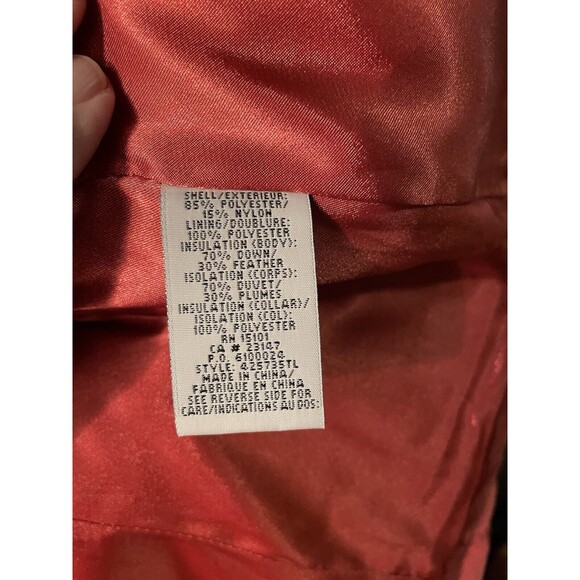 SHELL/EXTERIEUR:
85% POLYESTER/
15% NYLON
LINING/DOUBLURE:
100% POLYESTER
INSULATION (BODY):
70% DOWN/
30% FEATHER
ISOLATION (CORPS):
70% DUVET/
30% PLUMES
INSULATION (COLLAR)/
ISOLATION (COL):
100% POLYESTER
RN 15101
CA # 23147
P.O. 6100024
STYLE: 425735TL
MADE IN CHINA/
FABRIQUE EN CHINA
SEE REVERSE SIDE FOR
CARE/INDICATIONS AU DOS: